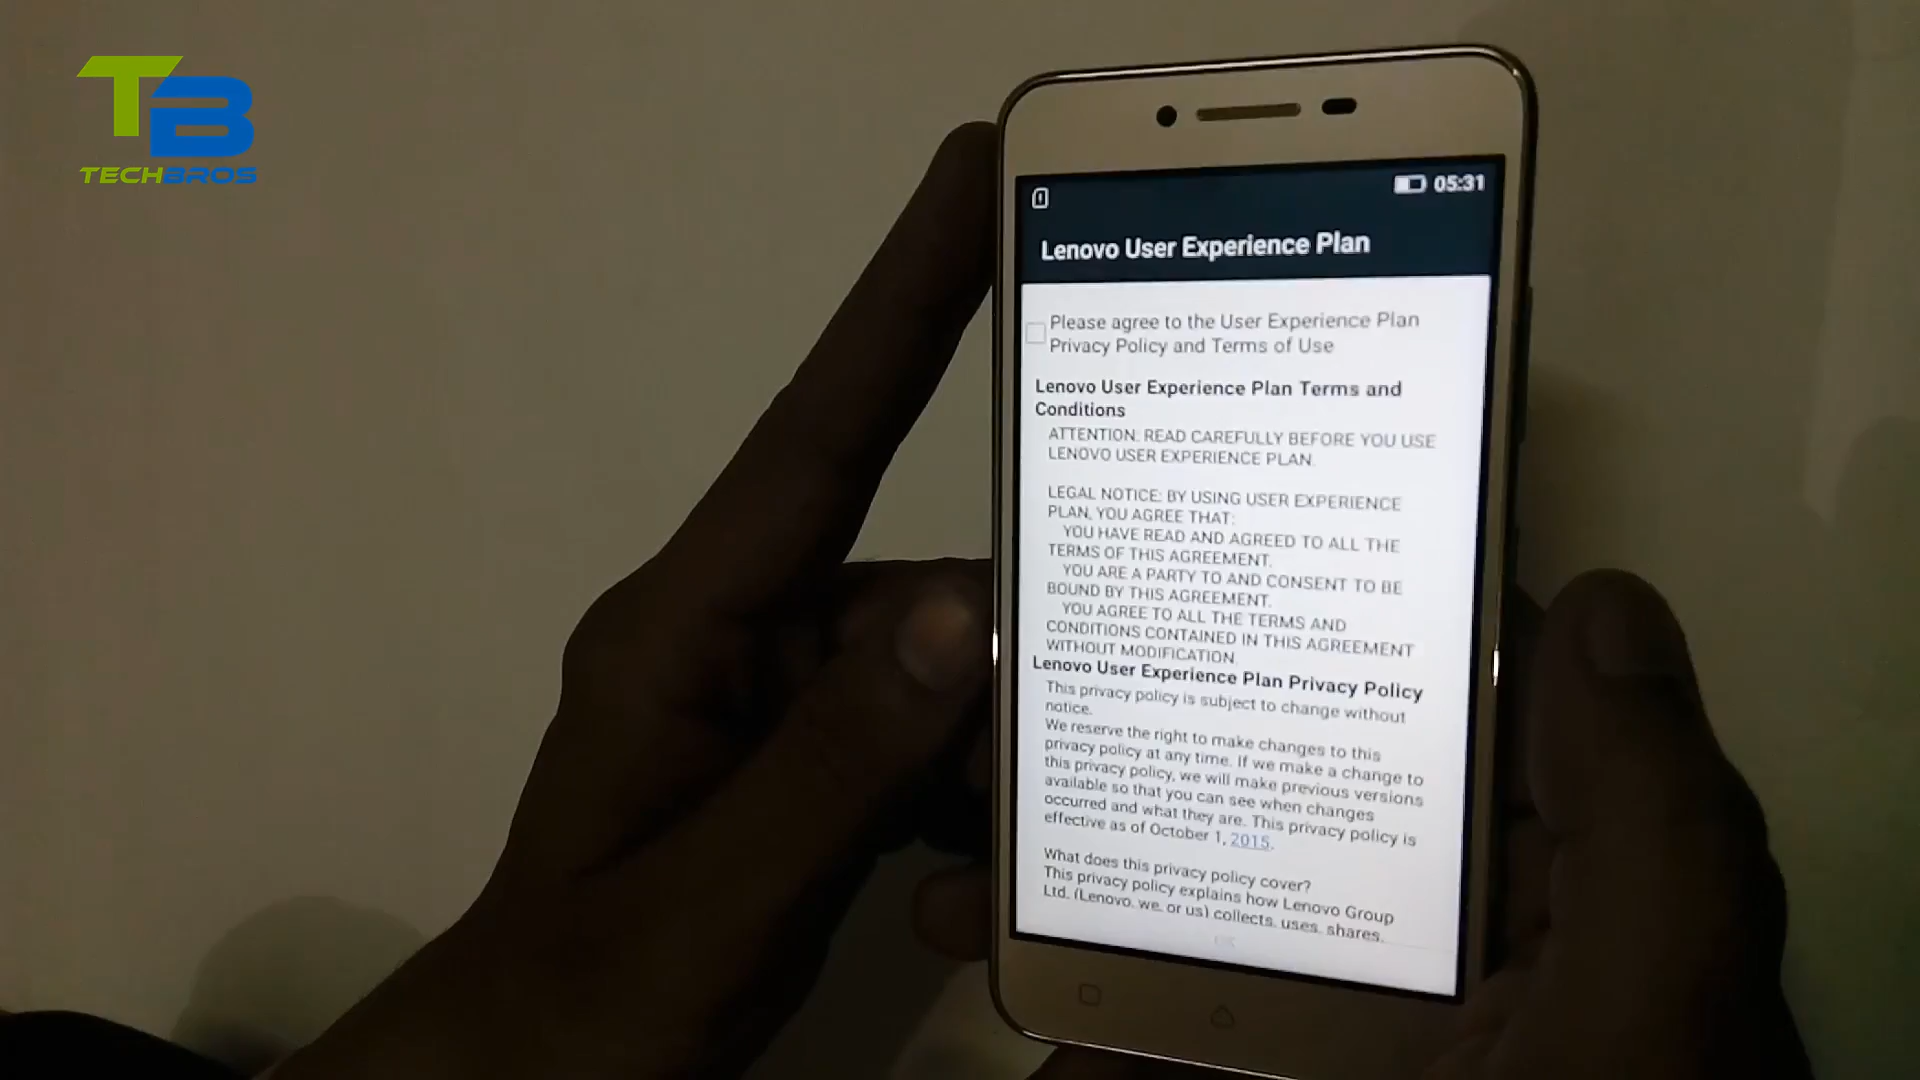 TB
TECHBROS
05:31
Lenovo User Experience Plan
Please agree to the User Experience Plan
Privacy Policy and Terms of Use
Lenovo User Experience Plan Terms and
Conditions
ATTENTION: READ CAREFULLY BEFORE YOU USE
LENOVO USER EXPERIENCE PLAN.
LEGAL NOTICE: BY USING USER EXPERIENCE
PLAN, YOU AGREE THAT:
YOU HAVE READ AND AGREED TO ALL THE
TERMS OF THIS AGREEMENT.
YOU ARE A PARTY TO AND CONSENT TO BE
BOUND BY THIS AGREEMENT.
YOU AGREE TO ALL THE TERMS AND
CONDITIONS CONTAINED IN THIS AGREEMENT
WITHOUT MODIFICATION.
Lenovo User Experience Plan Privacy Policy
This privacy policy is subject to change without
notice.
We reserve the right to make changes to this
privacy policy at any time. If we make a change to
this privacy policy, we will make previous versions
available so that you can see when changes
occurred and what they are. This privacy policy is
effective as of October 1, 2015.
What does this privacy policy cover?
This privacy policy explains how Lenovo Group
Ltd. (Lenovo, we, or us) collects, uses, shares,
OK